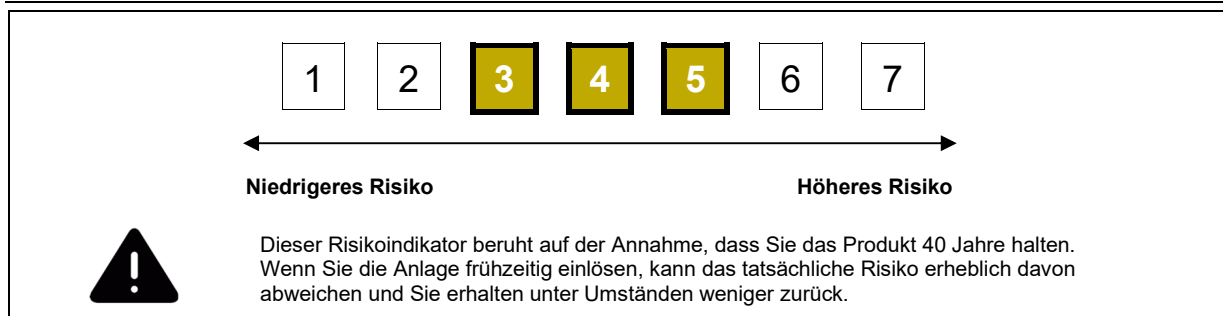 1 2 3 4 5 6 7
Niedrigeres Risiko Höheres Risiko
Dieser Risikoindikator beruht auf der Annahme, dass Sie das Produkt 40 Jahre halten.
Wenn Sie die Anlage frühzeitig einlösen, kann das tatsächliche Risiko erheblich davon
abweichen und Sie erhalten unter Umständen weniger zurück.